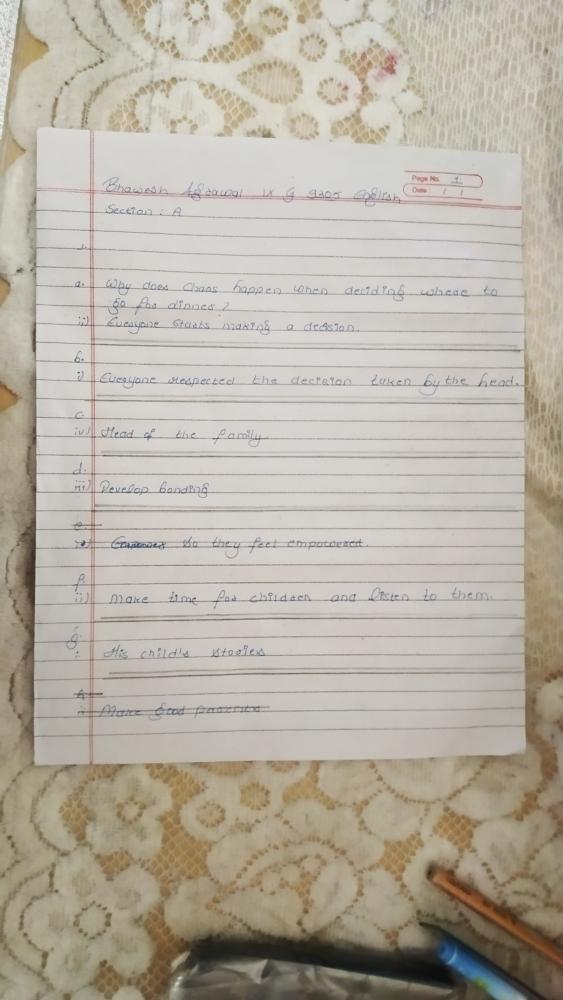 Page No. 1
Date / /
Bhawesh Agrawal IX G 9305 English
Section : A
1.
a. Why does chaos happen when deciding where to
go for dinner?
ii) Everyone starts making a decision.
b.
i) Everyone respected the decision taken by the head.
c.
iv) Head of the family
d.
iii) Develop bonding
e.
So they feel empowered.
f.
ii) Make time for children and listen to them.
g.
i His child's stories
h
i Make good parents